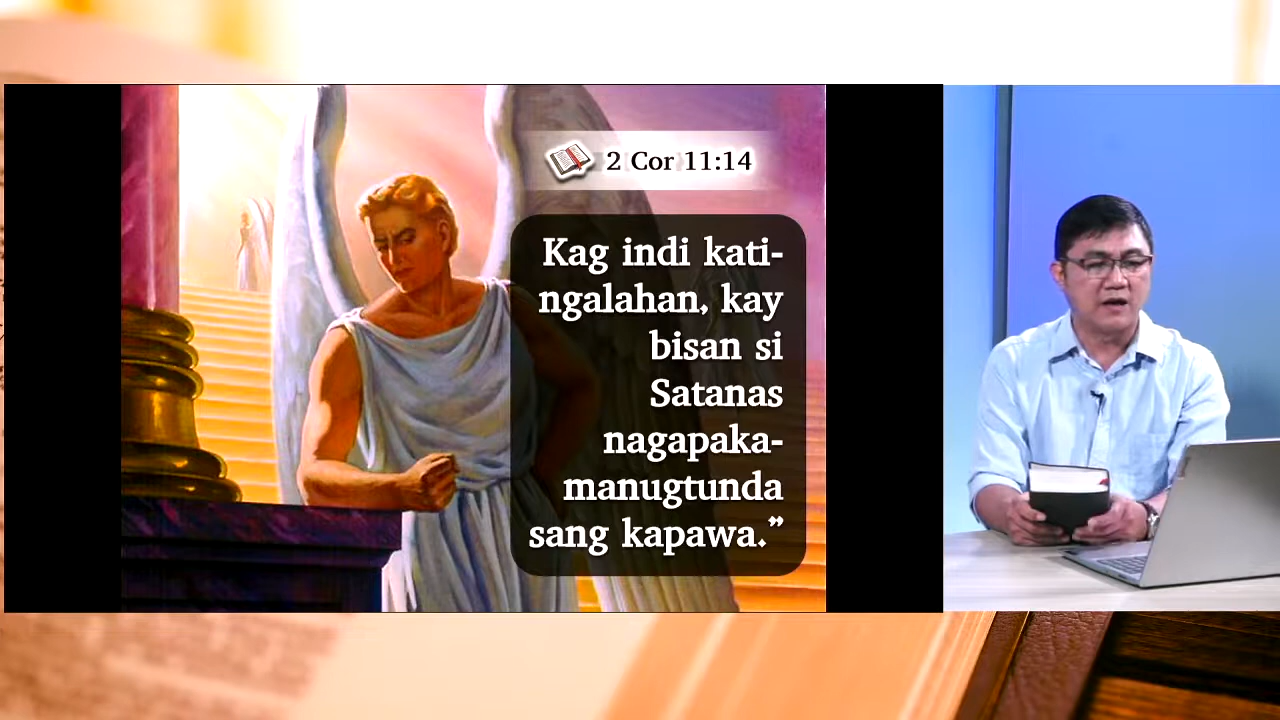 2 Cor 11:14
Kag indi kati-
ngalahan, kay
bisan si
Satanas
nagapaka-
manugtunda
sang kapawa.”